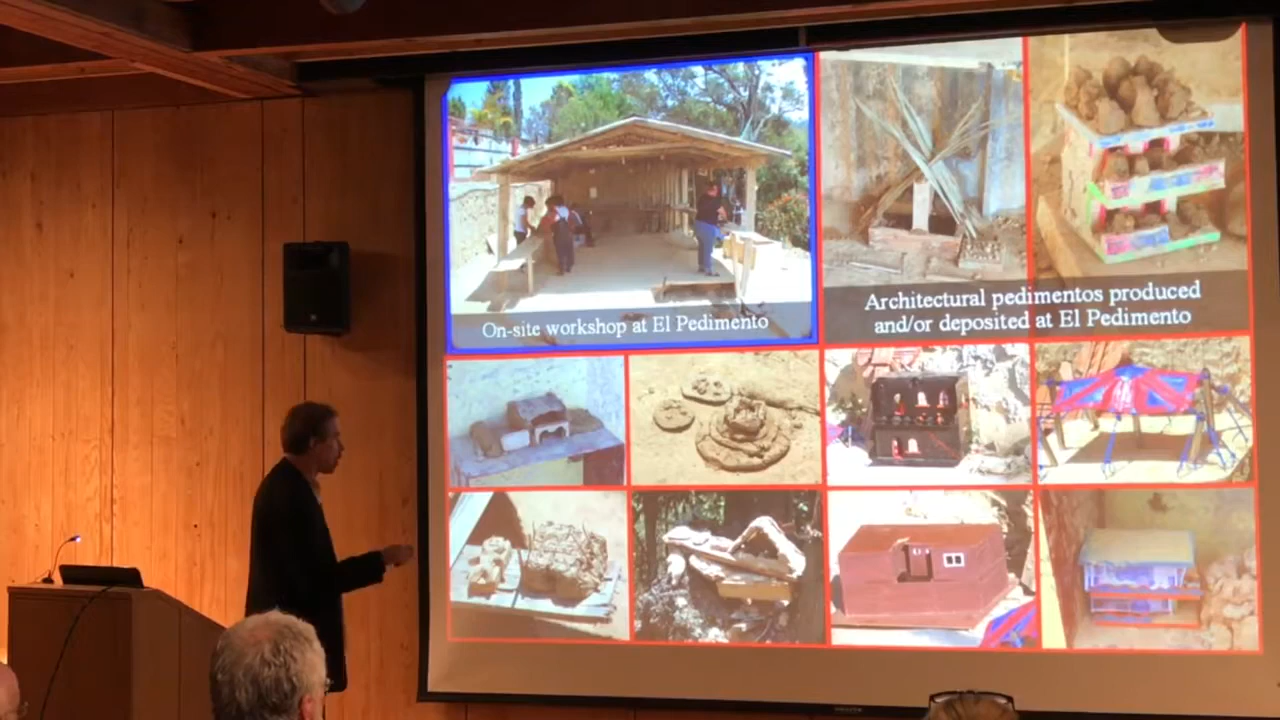 On-site workshop at El Pedimento
Architectural pedimentos produced
and/or deposited at El Pedimento